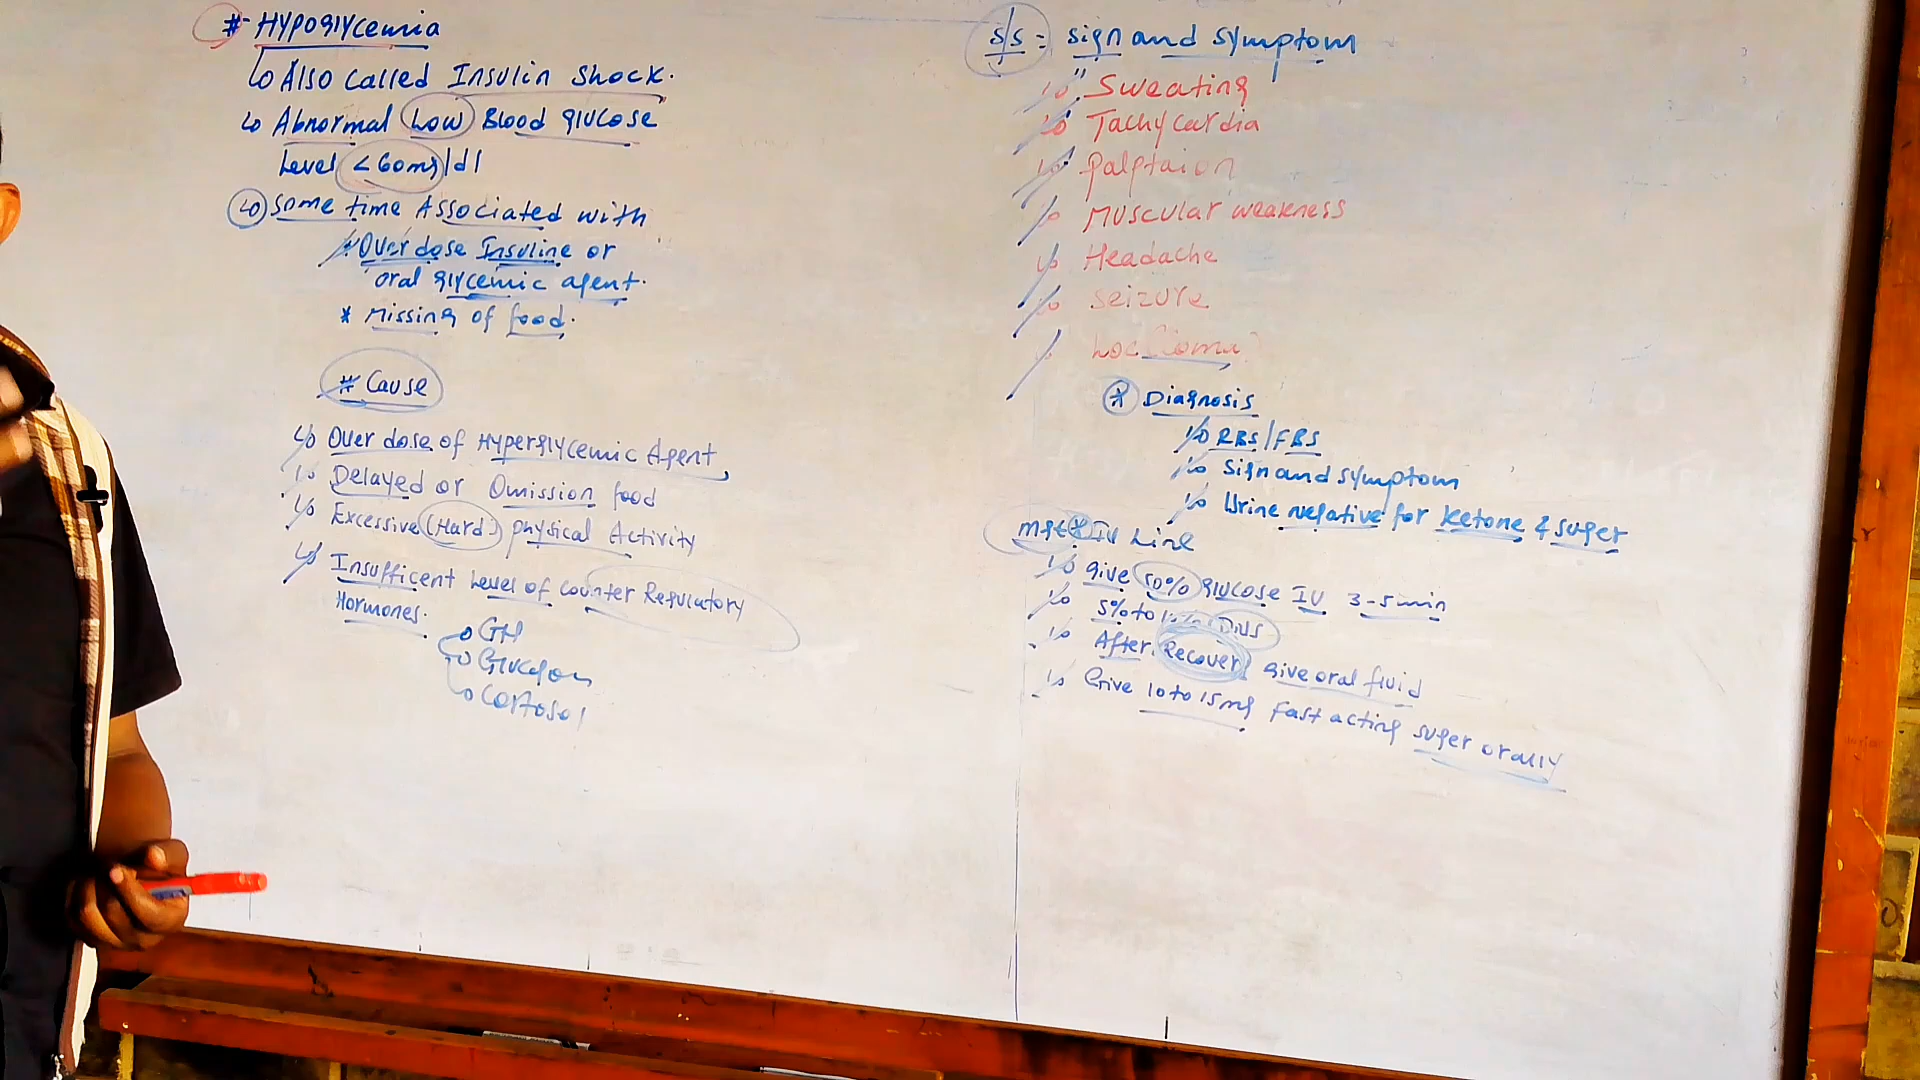 # Hypoglycemia
Also called Insulin Shock.
Abnormal Low Blood glucose
Level <60mg/dl
Some time Associated with
* Over dose Insuline or
oral glycemic agent.
* Missing of food.
# Cause
Over dose of Hyperglycemic Agent
Delayed or Omission food
Excessive (Hard) physical Activity
Insufficent Level of counter Regulatory
Hormones.
GH
Glucagon
Cortosol
S/S = sign and symptom
Sweating
Tachycardia
Palptaion
Muscular weakness
Headache
Seizure
LOC (Coma)
* Diagnosis
RBS/FBS
Sign and symptom
Urine negative for Ketone & suger
mgt * IV Line
give 50% glucose IV 3-5min
5% to DNS
After Recover give oral fluid
Give 10 to 15mg fast acting suger orally